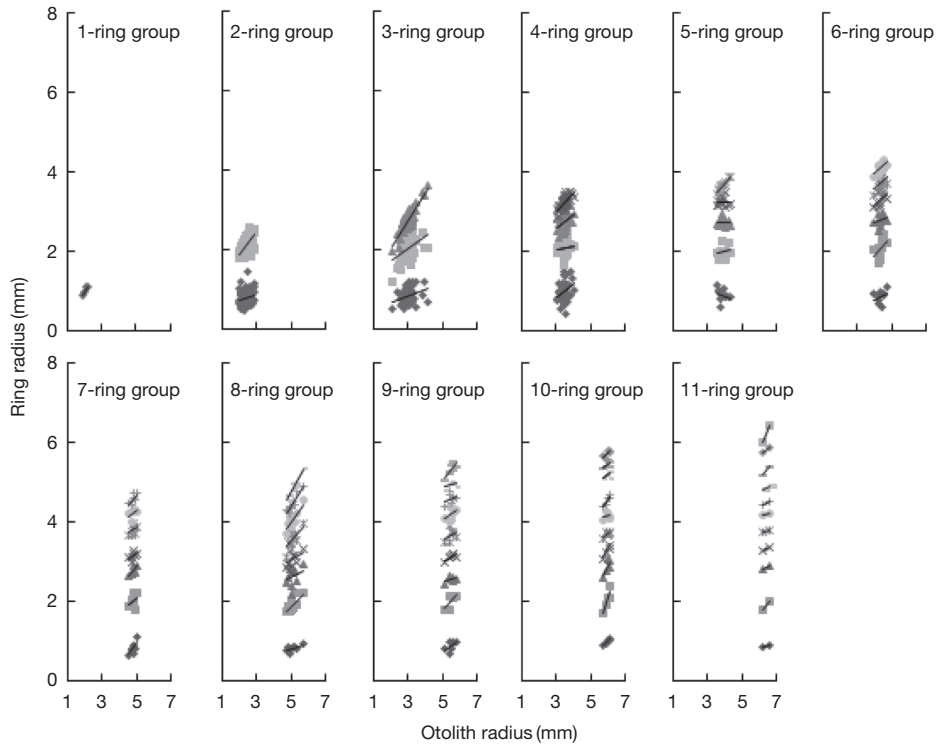 8
1-ring group
2-ring group
3-ring group
4-ring group
5-ring group
6-ring group
6
4
2
0
Ring radius (mm)
8
7-ring group
8-ring group
9-ring group
10-ring group
11-ring group
6
4
2
0
1 3 5 7 1 3 5 7 1 3 5 7 1 3 5 7 1 3 5 7
Otolith radius (mm)